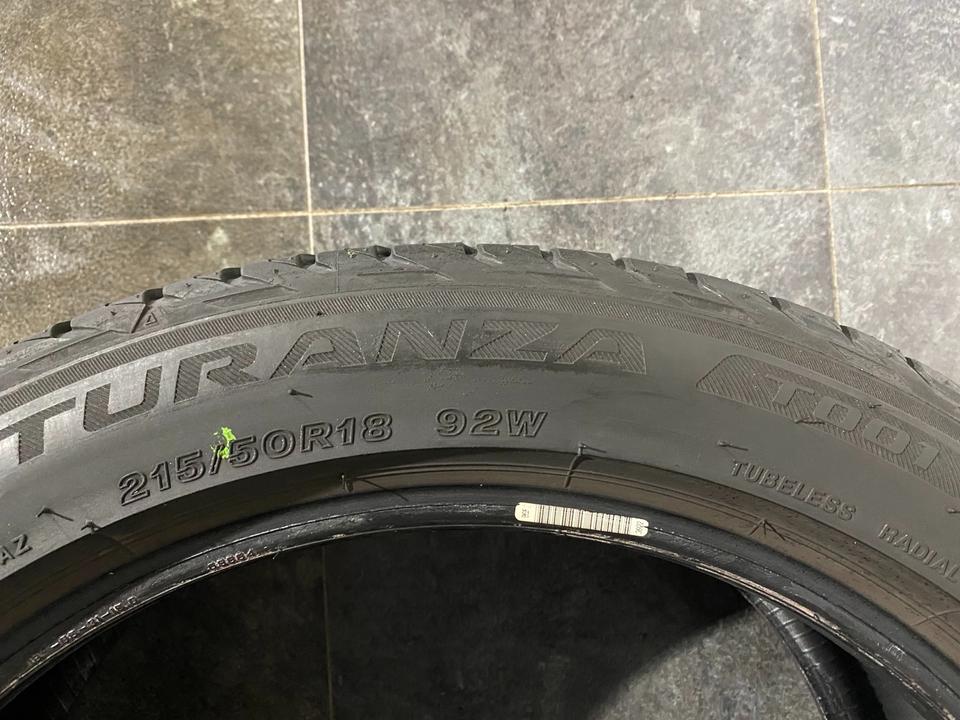 TURANZA T001
215/50R18 92W
TUBELESS
RADIAL